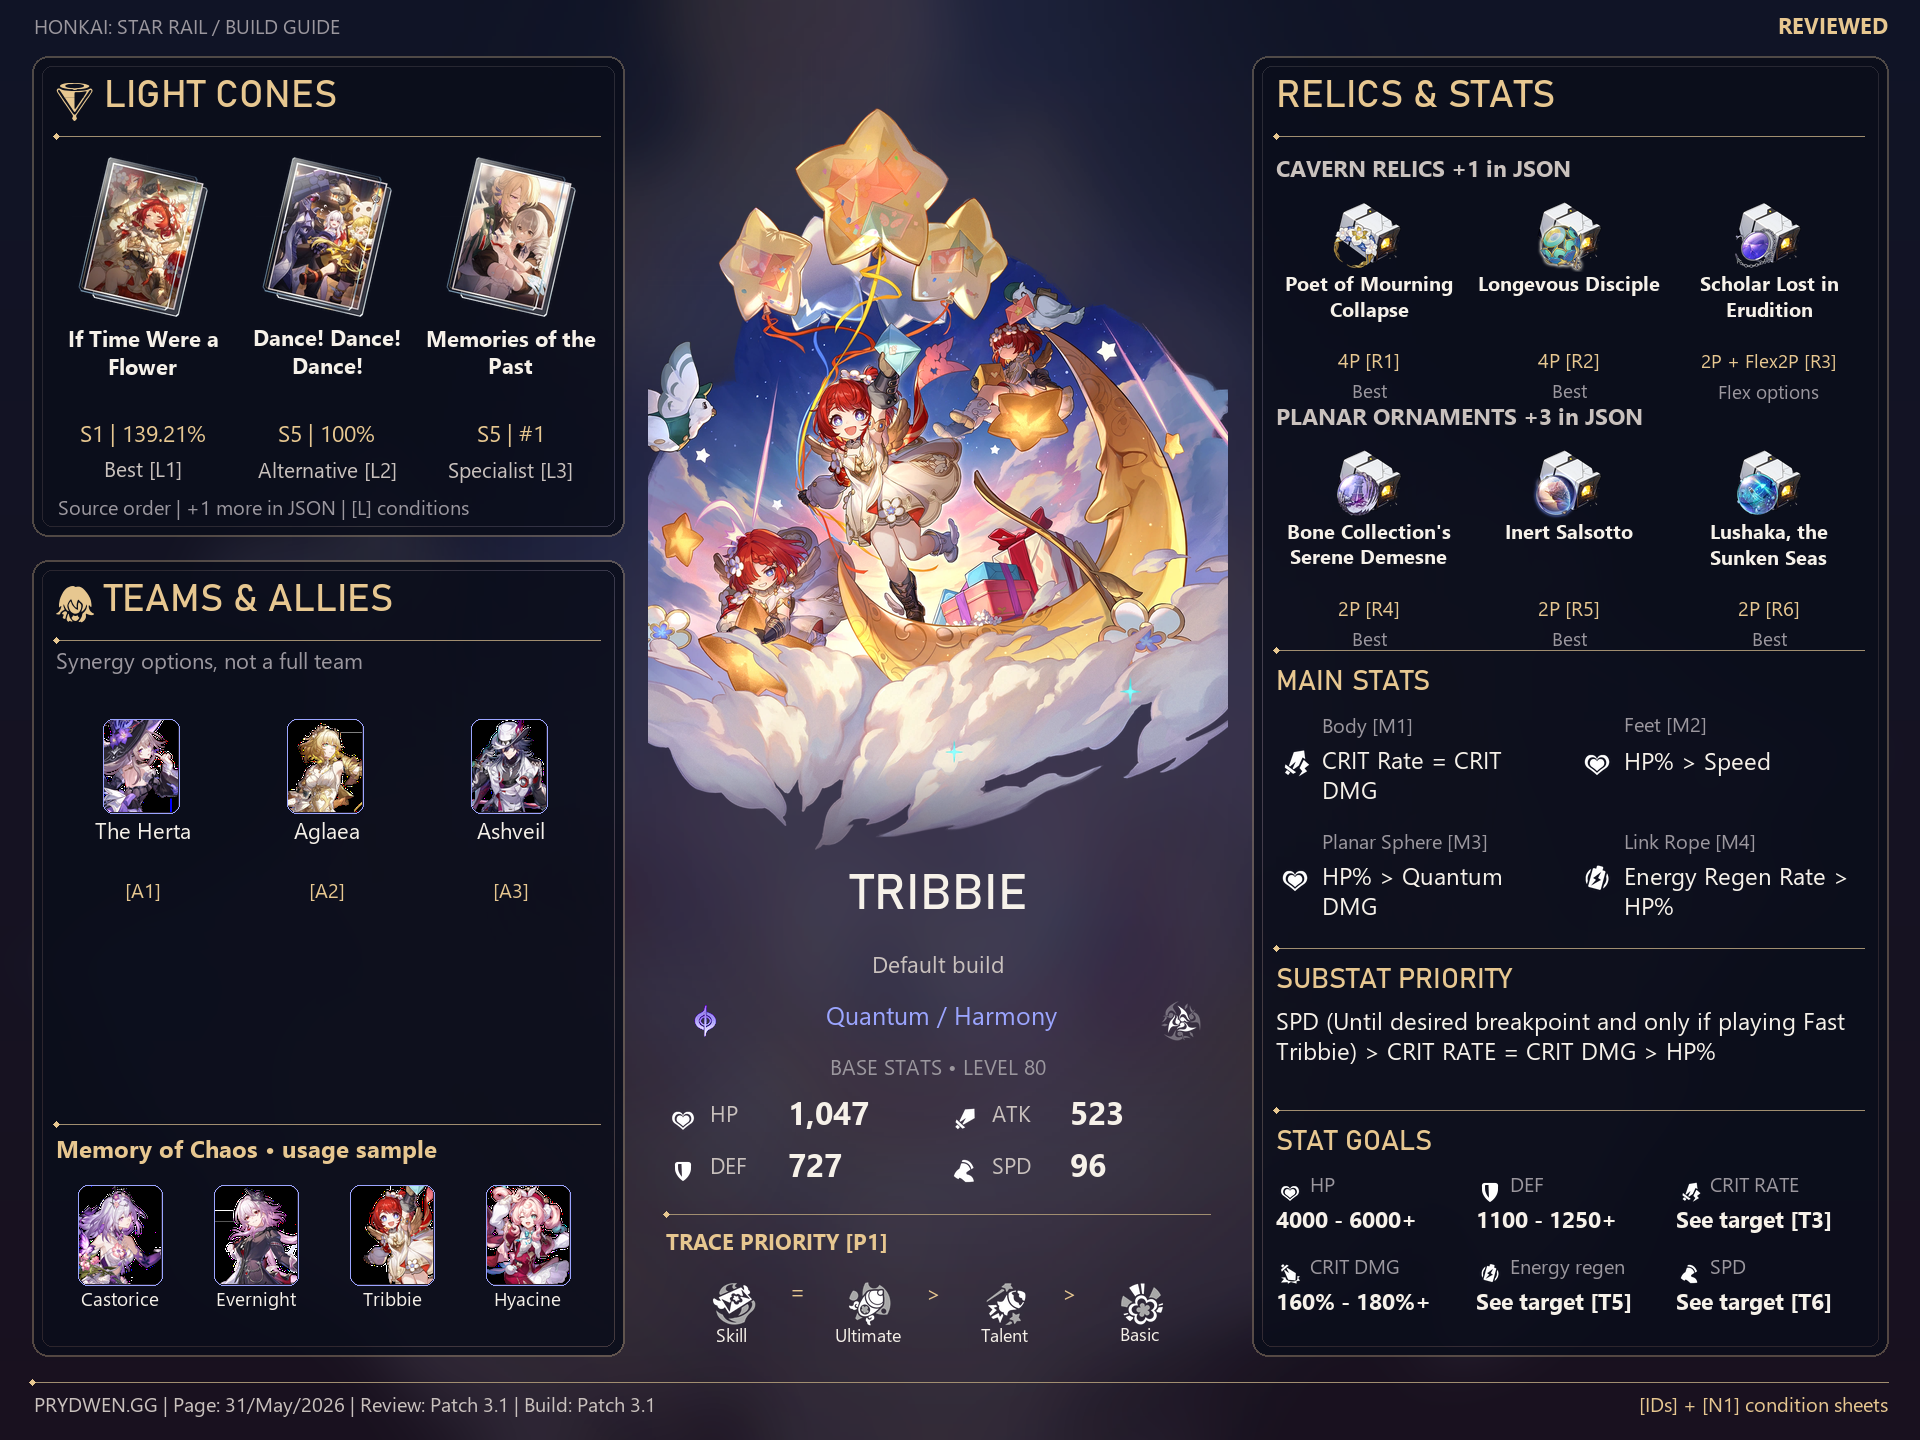 HONKAI: STAR RAIL / BUILD GUIDE
REVIEWED
LIGHT CONES
If Time Were a
Flower
S1 | 139.21%
Best [L1]
Dance! Dance!
Dance!
S5 | 100%
Alternative [L2]
Memories of the
Past
S5 | #1
Specialist [L3]
Source order | +1 more in JSON | [L] conditions
TEAMS & ALLIES
Synergy options, not a full team
The Herta
[A1]
Aglaea
[A2]
Ashveil
[A3]
Memory of Chaos • usage sample
Castorice
Evernight
Tribbie
Hyacine
TRIBBIE
Default build
Quantum / Harmony
BASE STATS • LEVEL 80
HP 1,047
ATK 523
DEF 727
SPD 96
TRACE PRIORITY [P1]
= > >
Skill Ultimate Talent Basic
RELICS & STATS
CAVERN RELICS +1 in JSON
Poet of Mourning
Collapse
4P [R1]
Best
Longevous Disciple
4P [R2]
Best
Scholar Lost in
Erudition
2P + Flex2P [R3]
Flex options
PLANAR ORNAMENTS +3 in JSON
Bone Collection's
Serene Demesne
2P [R4]
Best
Inert Salsotto
2P [R5]
Best
Lushaka, the
Sunken Seas
2P [R6]
Best
MAIN STATS
Body [M1]
CRIT Rate = CRIT
DMG
Feet [M2]
HP% > Speed
Planar Sphere [M3]
HP% > Quantum
DMG
Link Rope [M4]
Energy Regen Rate >
HP%
SUBSTAT PRIORITY
SPD (Until desired breakpoint and only if playing Fast
Tribbie) > CRIT RATE = CRIT DMG > HP%
STAT GOALS
HP
4000 - 6000+
DEF
1100 - 1250+
CRIT RATE
See target [T3]
CRIT DMG
160% - 180%+
Energy regen
See target [T5]
SPD
See target [T6]
PRYDWEN.GG | Page: 31/May/2026 | Review: Patch 3.1 | Build: Patch 3.1
[IDs] + [N1] condition sheets